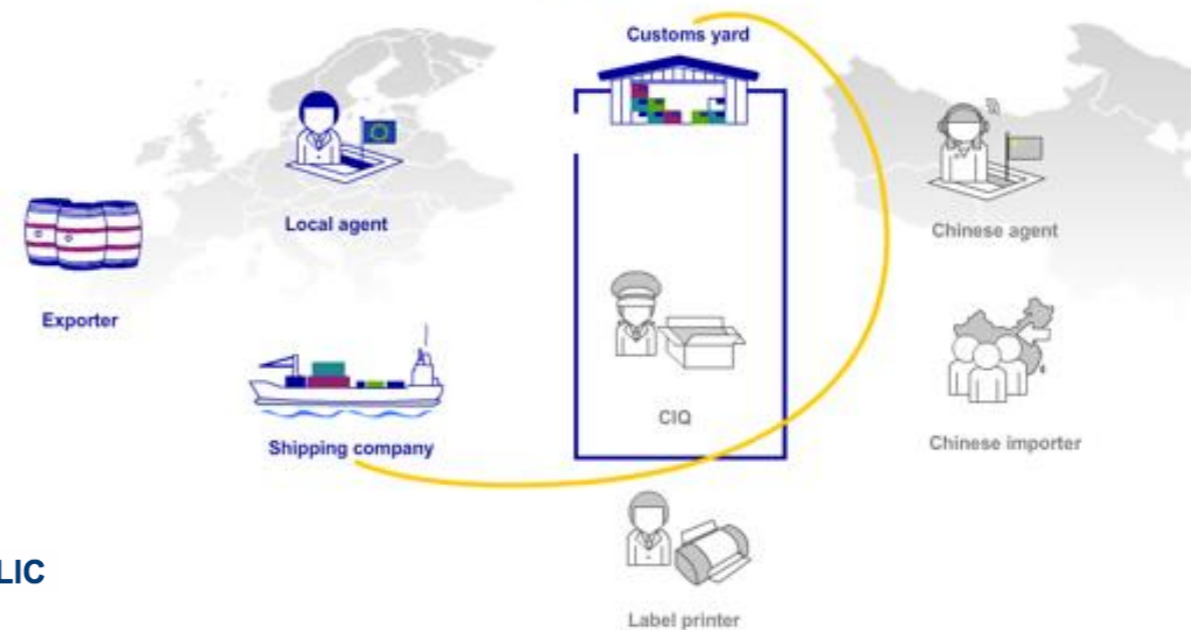 Customs yard
Local agent
Chinese agent
Exporter
CIQ
Shipping company
Chinese importer
LIC
Label printer